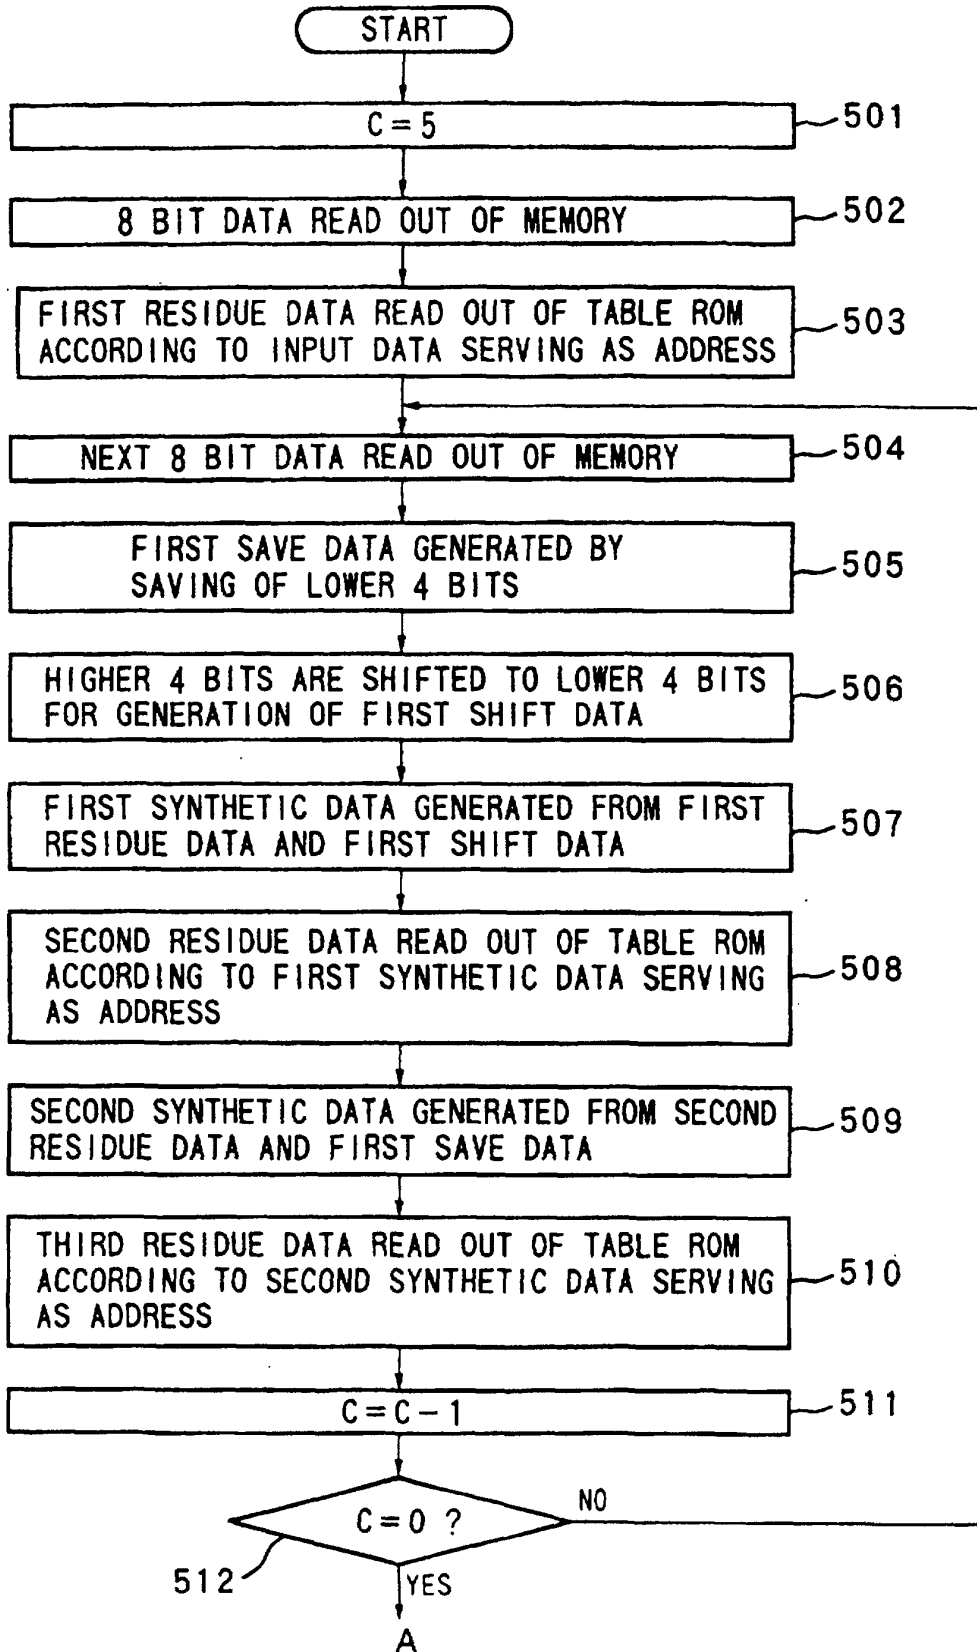 START
C=5
501
8 BIT DATA READ OUT OF MEMORY
502
FIRST RESIDUE DATA READ OUT OF TABLE ROM
ACCORDING TO INPUT DATA SERVING AS ADDRESS
503
NEXT 8 BIT DATA READ OUT OF MEMORY
504
FIRST SAVE DATA GENERATED BY
SAVING OF LOWER 4 BITS
505
HIGHER 4 BITS ARE SHIFTED TO LOWER 4 BITS
FOR GENERATION OF FIRST SHIFT DATA
506
FIRST SYNTHETIC DATA GENERATED FROM FIRST
RESIDUE DATA AND FIRST SHIFT DATA
507
SECOND RESIDUE DATA READ OUT OF TABLE ROM
ACCORDING TO FIRST SYNTHETIC DATA SERVING
AS ADDRESS
508
SECOND SYNTHETIC DATA GENERATED FROM SECOND
RESIDUE DATA AND FIRST SAVE DATA
509
THIRD RESIDUE DATA READ OUT OF TABLE ROM
ACCORDING TO SECOND SYNTHETIC DATA SERVING
AS ADDRESS
510
C=C-1
511
C=0 ?
NO
512
YES
A